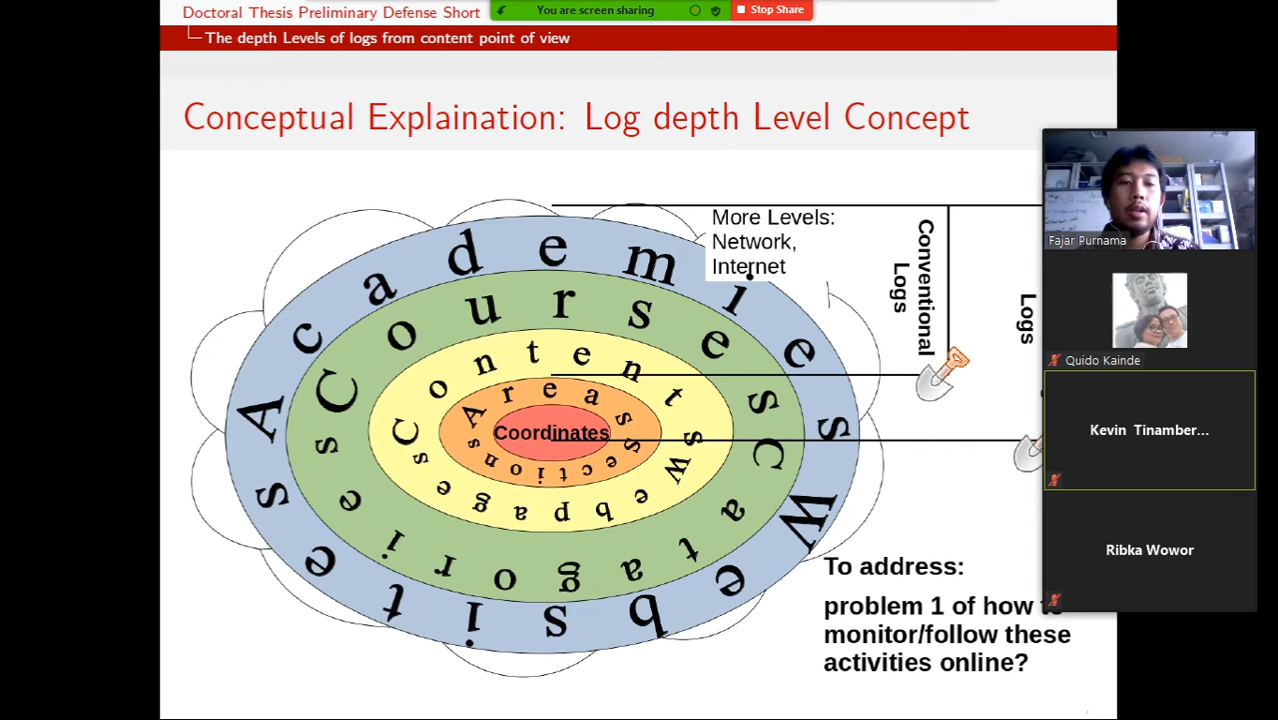 Doctoral Thesis Preliminary Defense Short
You are screen sharing
Stop Share
The depth Levels of logs from content point of view
Conceptual Explaination: Log depth Level Concept
More Levels:
Network,
Internet
Conventional
Logs
Logs
Academies
Websites
Courses
Categories
Contents
Webpages
Areas
Sections
Coordinates
To address:
problem 1 of how to
monitor/follow these
activities online?
Fajar Purnama
Quido Kainde
Kevin Tinamber...
Ribka Wowor